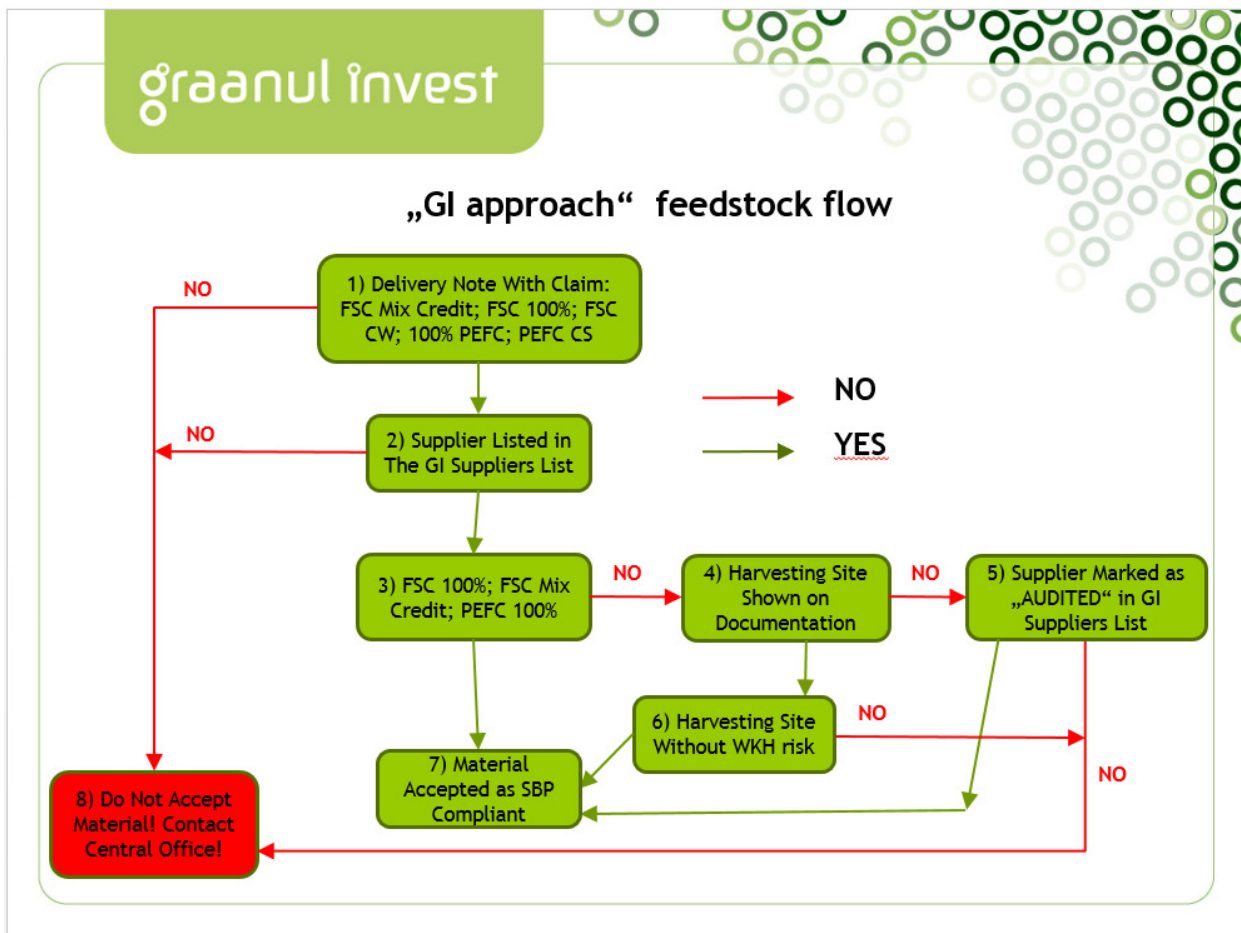 graanul invest
„GI approach“ feedstock flow
1) Delivery Note With Claim:
FSC Mix Credit; FSC 100%; FSC
CW; 100% PEFC; PEFC CS
NO
NO
YES
2) Supplier Listed in
The GI Suppliers List
NO
3) FSC 100%; FSC Mix
Credit; PEFC 100%
NO
4) Harvesting Site
Shown on
Documentation
NO
5) Supplier Marked as
„AUDITED“ in GI
Suppliers List
6) Harvesting Site
Without WKH risk
NO
7) Material
Accepted as SBP
Compliant
NO
8) Do Not Accept
Material! Contact
Central Office!